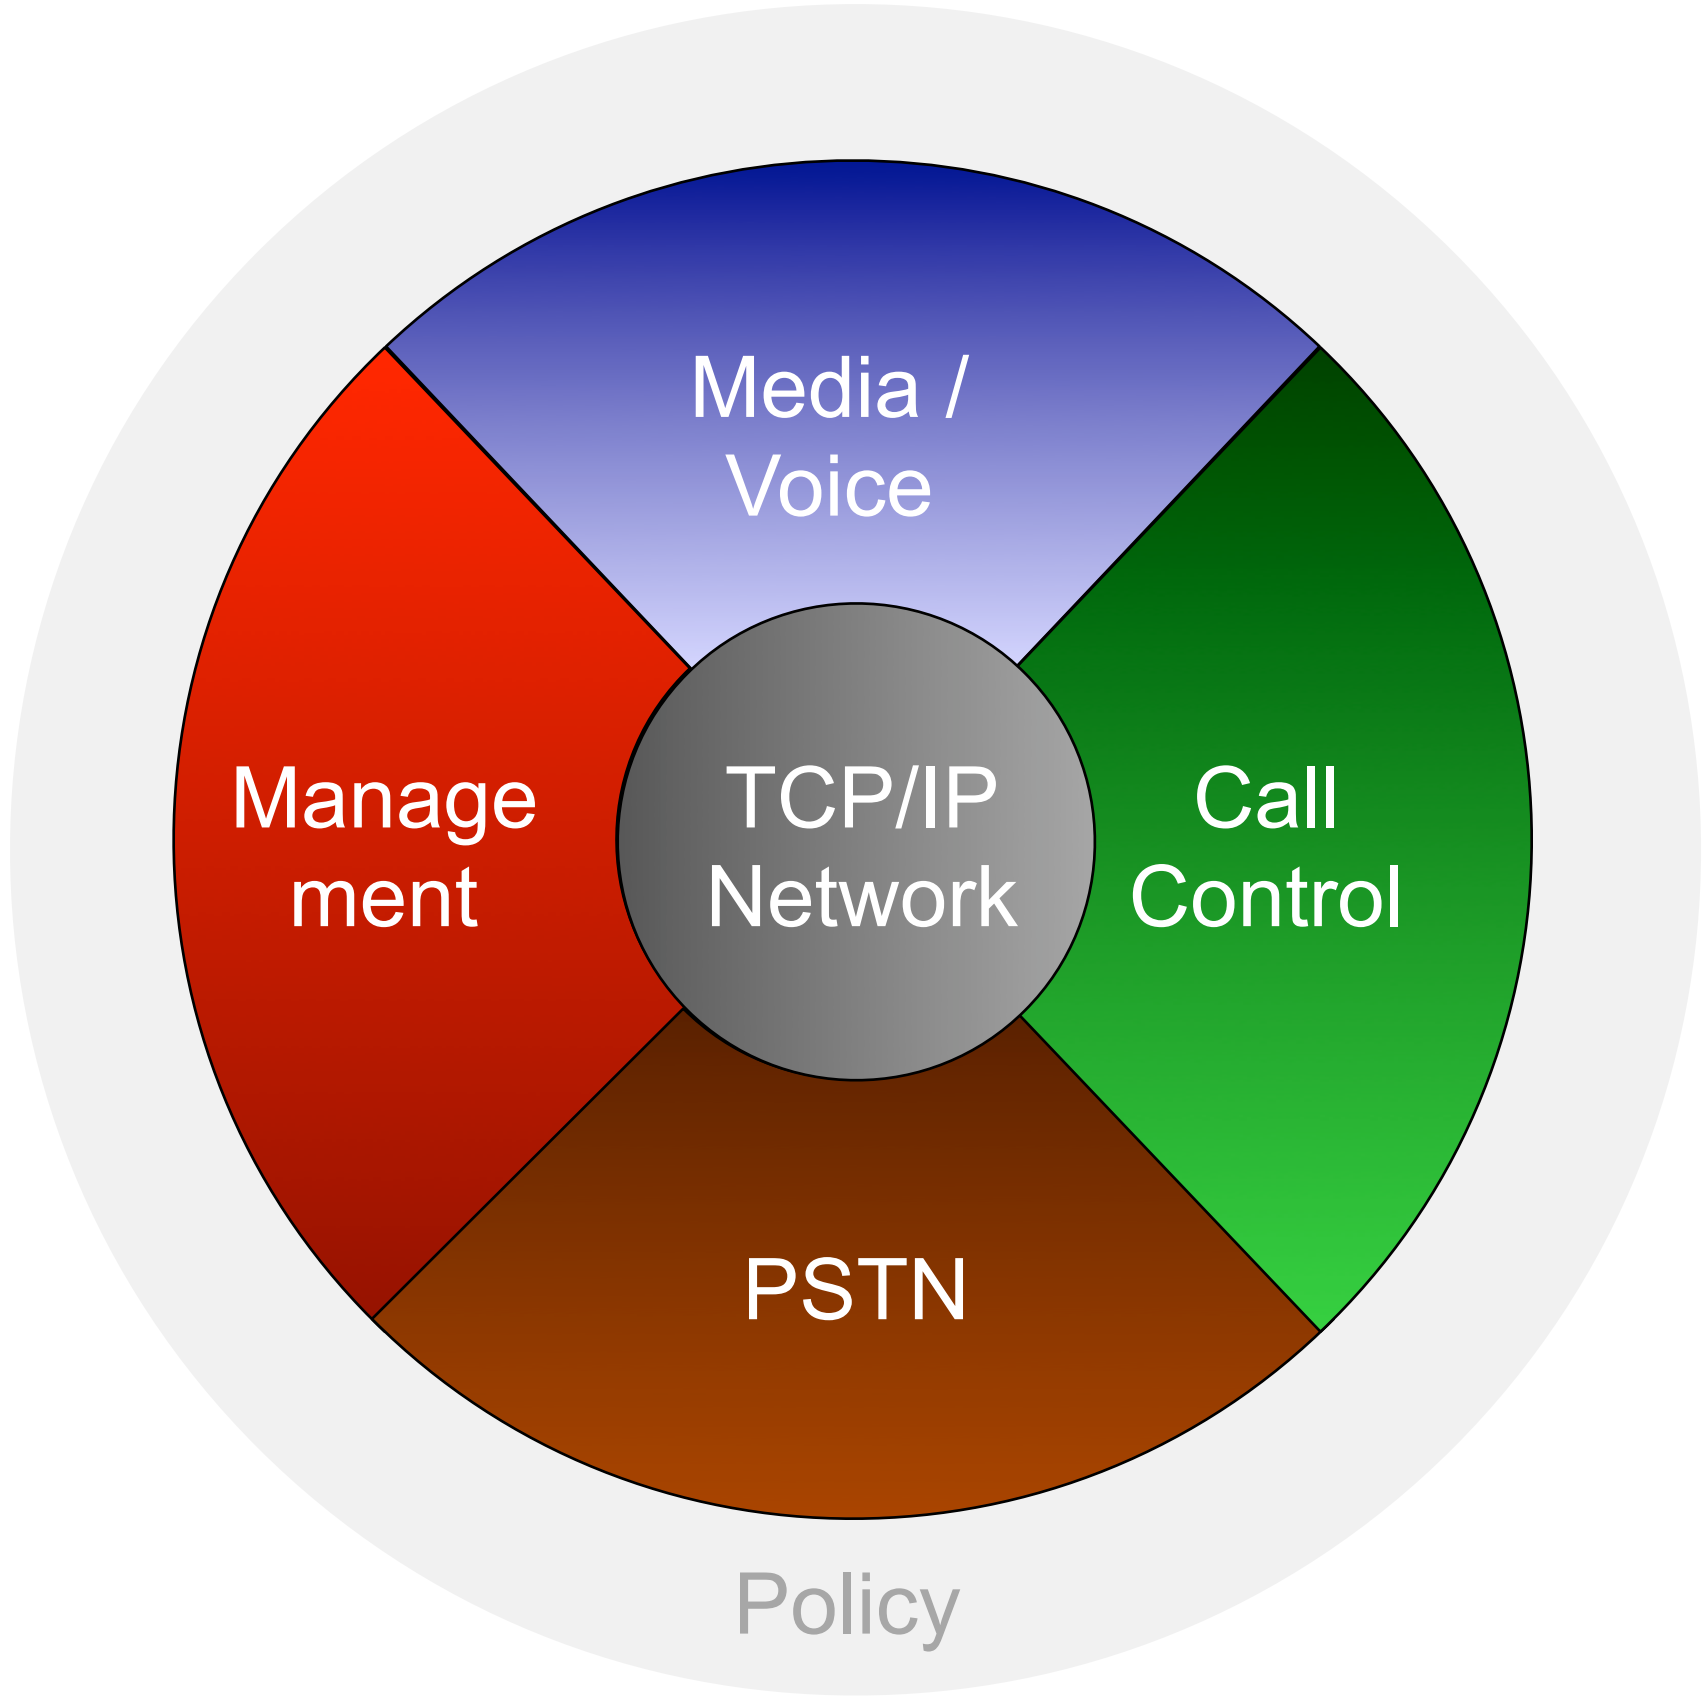 Media /
Voice
Manage
ment
TCP/IP
Network
Call
Control
PSTN
Policy